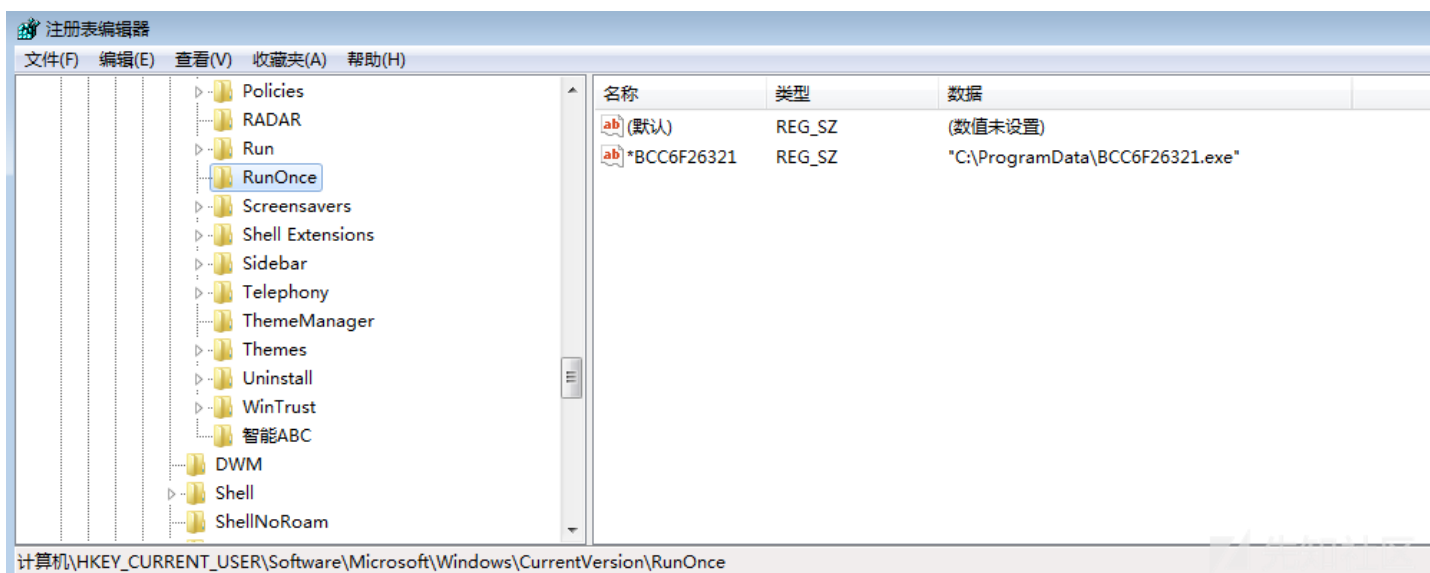 注册表编辑器
文件(F) 编辑(E) 查看(V) 收藏夹(A) 帮助(H)
Policies
RADAR
Run
RunOnce
Screensavers
Shell Extensions
Sidebar
Telephony
ThemeManager
Themes
Uninstall
WinTrust
智能ABC
DWM
Shell
ShellNoRoam
名称 类型 数据
(默认) REG_SZ (数值未设置)
*BCC6F26321 REG_SZ "C:\ProgramData\BCC6F26321.exe"
计算机\HKEY_CURRENT_USER\Software\Microsoft\Windows\CurrentVersion\RunOnce